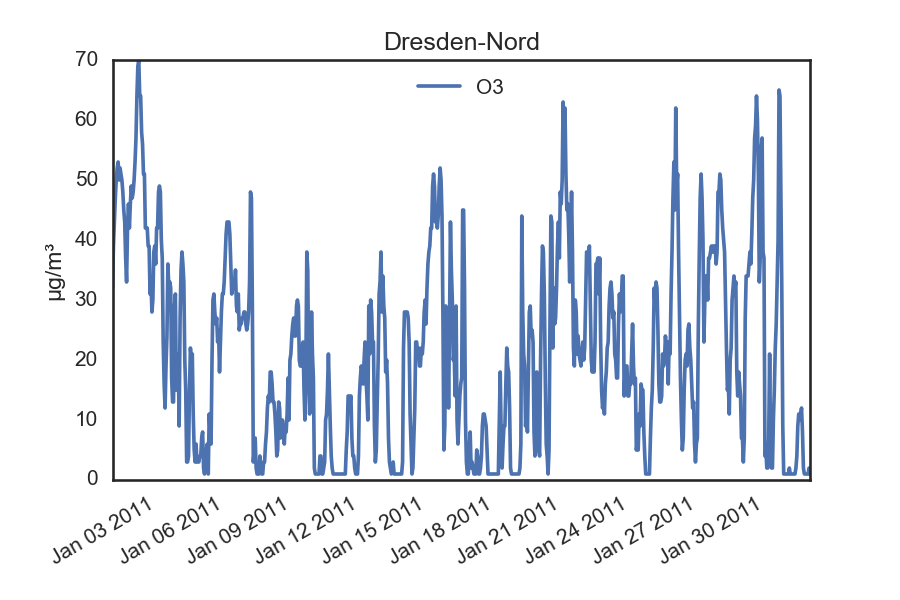 Dresden-Nord
O3
µg/m³
70
60
50
40
30
20
10
0
Jan 03 2011
Jan 06 2011
Jan 09 2011
Jan 12 2011
Jan 15 2011
Jan 18 2011
Jan 21 2011
Jan 24 2011
Jan 27 2011
Jan 30 2011